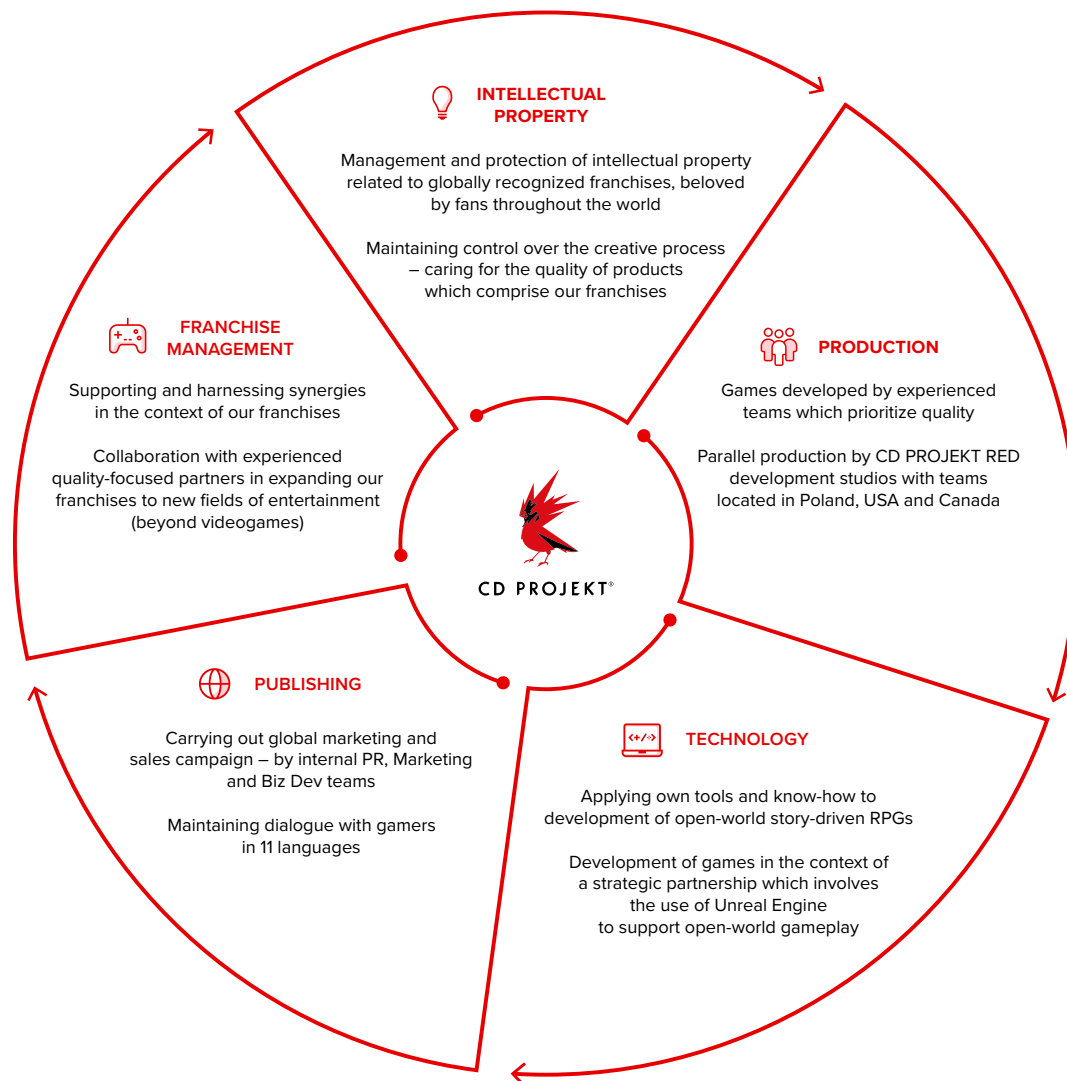 INTELLECTUAL
PROPERTY
Management and protection of intellectual property
related to globally recognized franchises, beloved
by fans throughout the world
Maintaining control over the creative process
– caring for the quality of products
which comprise our franchises
PRODUCTION
Games developed by experienced
teams which prioritize quality
Parallel production by CD PROJEKT RED
development studios with teams
located in Poland, USA and Canada
TECHNOLOGY
Applying own tools and know-how to
development of open-world story-driven RPGs
Development of games in the context of
a strategic partnership which involves
the use of Unreal Engine
to support open-world gameplay
PUBLISHING
Carrying out global marketing and
sales campaign – by internal PR, Marketing
and Biz Dev teams
Maintaining dialogue with gamers
in 11 languages
FRANCHISE
MANAGEMENT
Supporting and harnessing synergies
in the context of our franchises
Collaboration with experienced
quality-focused partners in expanding our
franchises to new fields of entertainment
(beyond videogames)
CD PROJEKT®